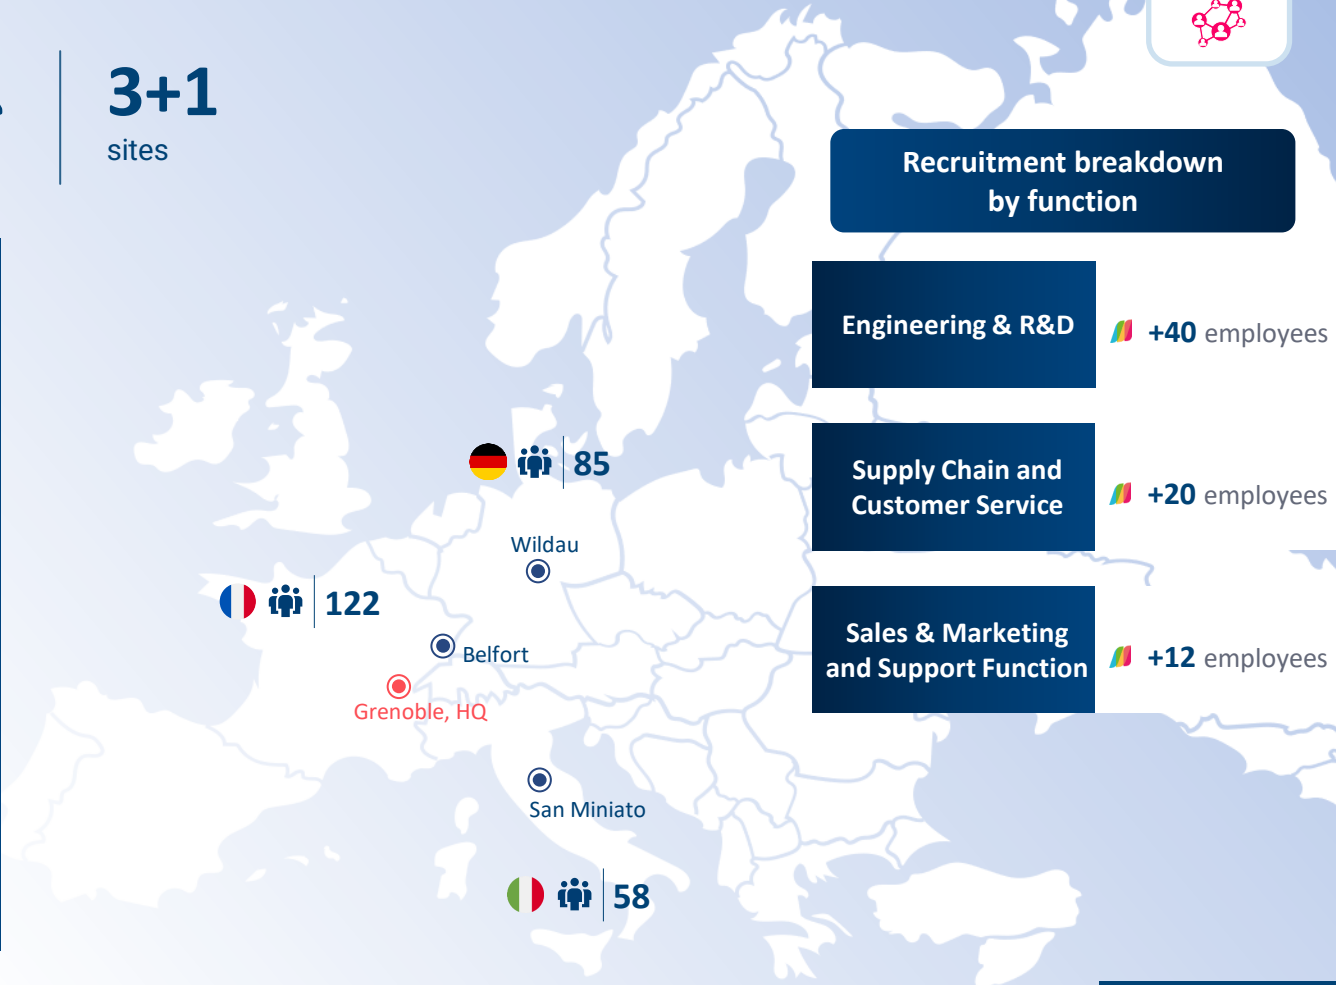 3+1
sites
Recruitment breakdown
by function
Engineering & R&D
+40 employees
Supply Chain and
Customer Service
+20 employees
Sales & Marketing
and Support Function
+12 employees
85
Wildau
122
Belfort
Grenoble, HQ
San Miniato
58